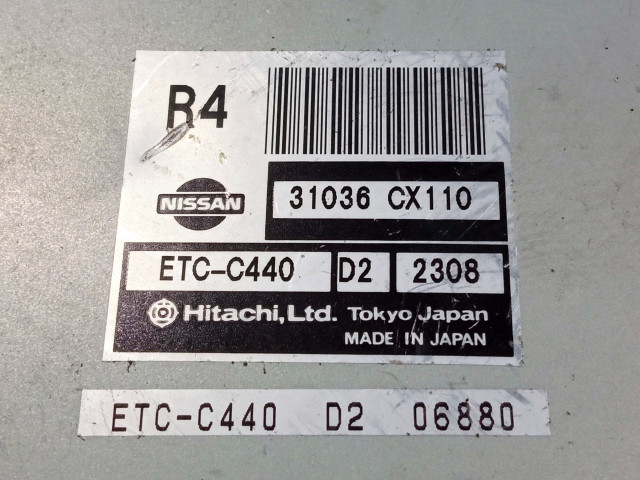 R4
NISSAN
31036 CX110
ETC-C440 D2 2308
Hitachi, Ltd. Tokyo Japan
MADE IN JAPAN
ETC-C440 D2 06880